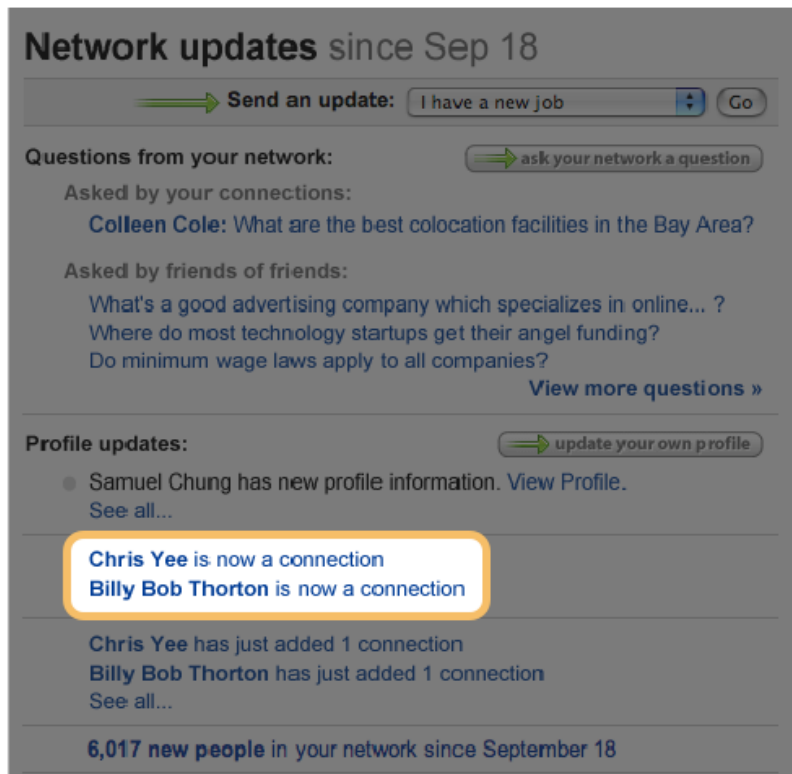 Network updates since Sep 18
Send an update: I have a new job Go
Questions from your network: ask your network a question
Asked by your connections:
Colleen Cole: What are the best colocation facilities in the Bay Area?
Asked by friends of friends:
What's a good advertising company which specializes in online... ?
Where do most technology startups get their angel funding?
Do minimum wage laws apply to all companies?
View more questions »
Profile updates: update your own profile
Samuel Chung has new profile information. View Profile.
See all...
Chris Yee is now a connection
Billy Bob Thorton is now a connection
Chris Yee has just added 1 connection
Billy Bob Thorton has just added 1 connection
See all...
6,017 new people in your network since September 18